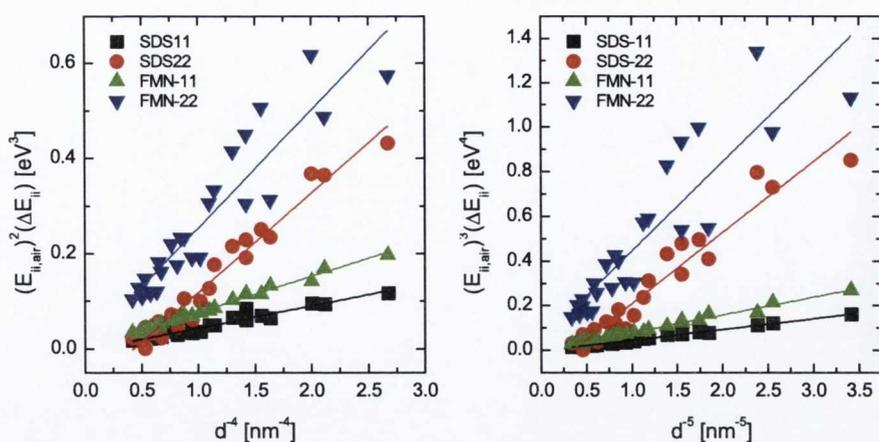 0.6
0.4
0.2
0.0
(E_ii,air)^2(ΔE_ii) [eV^3]
SDS11
SDS22
FMN-11
FMN-22
0.0 0.5 1.0 1.5 2.0 2.5 3.0
d^-4 [nm^-4]
1.4
1.2
1.0
0.8
0.6
0.4
0.2
0.0
(E_ii,air)^3(ΔE_ii) [eV^4]
SDS-11
SDS-22
FMN-11
FMN-22
0.0 0.5 1.0 1.5 2.0 2.5 3.0 3.5
d^-5 [nm^-5]